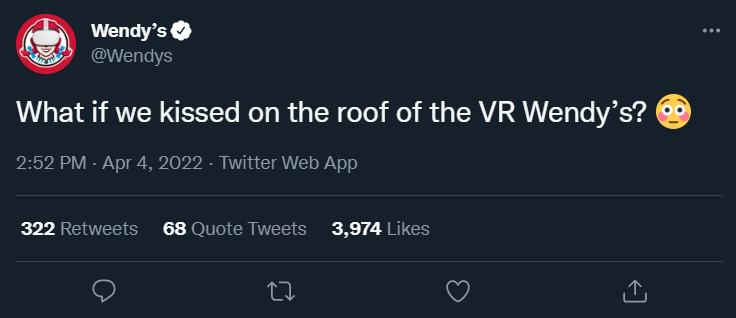 Wendy's
@Wendys
What if we kissed on the roof of the VR Wendy's? 😳
2:52 PM · Apr 4, 2022 · Twitter Web App
322 Retweets 68 Quote Tweets 3,974 Likes